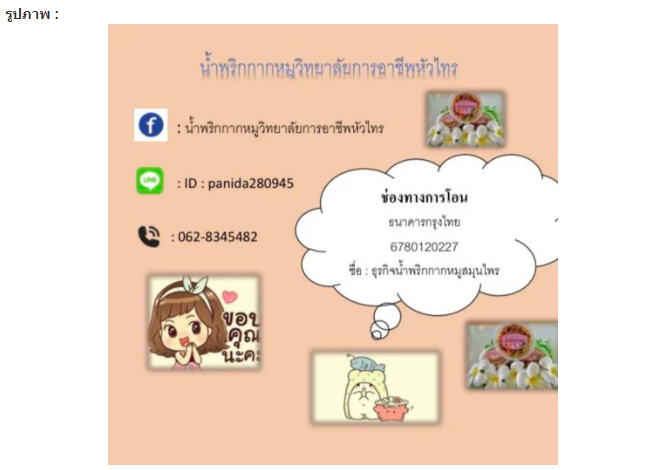 รูปภาพ :
น้ำพริกกากหมูวิทยาลัยการอาชีพหัวไทร
: น้ำพริกกากหมูวิทยาลัยการอาชีพหัวไทร
LINE
: ID : panida280945
: 062-8345482
ช่องทางการโอน
ธนาคารกรุงไทย
6780120227
ชื่อ : ธุรกิจน้ำพริกกากหมูสมุนไพร
ขอบ
คุณ
นะคะ